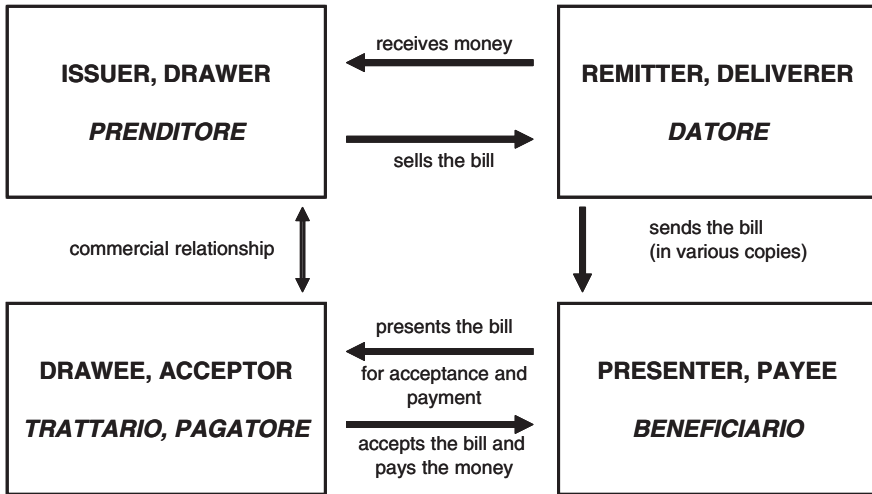 receives money
ISSUER, DRAWER
PRENDITORE
REMITTER, DELIVERER
DATORE
sells the bill
commercial relationship
sends the bill
(in various copies)
presents the bill
for acceptance and
payment
DRAWEE, ACCEPTOR
TRATTARIO, PAGATORE
PRESENTER, PAYEE
BENEFICIARIO
accepts the bill and
pays the money